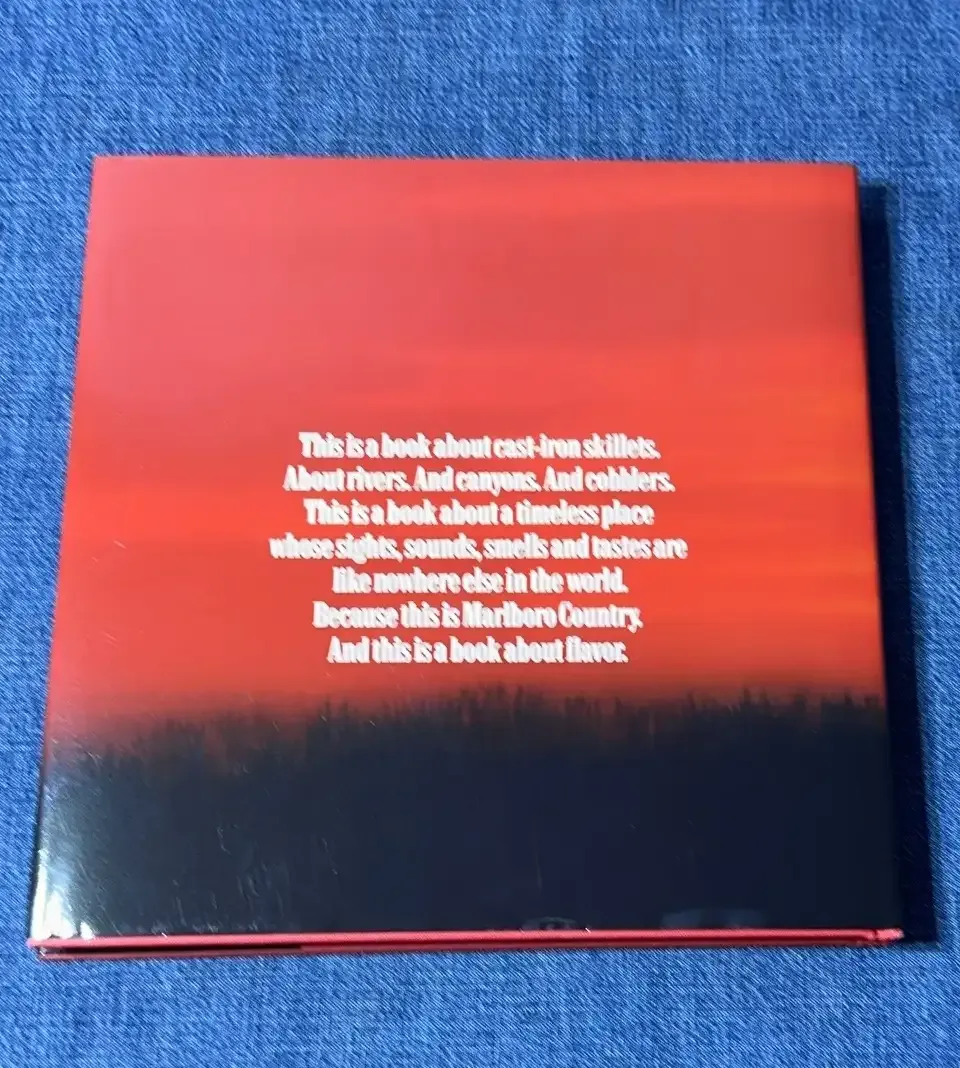 This is a book about cast-iron skillets.
About rivers. And canyons. And cobblers.
This is a book about a timeless place
whose sights, sounds, smells and tastes are
like nowhere else in the world.
Because this is Marlboro Country.
And this is a book about flavor.